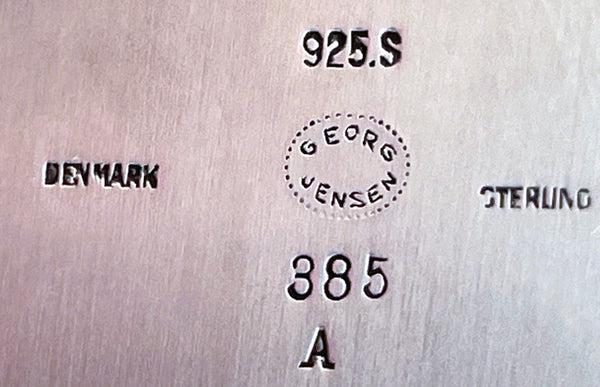 925.S
GEORG
JENSEN
DENMARK
STERLING
385
A